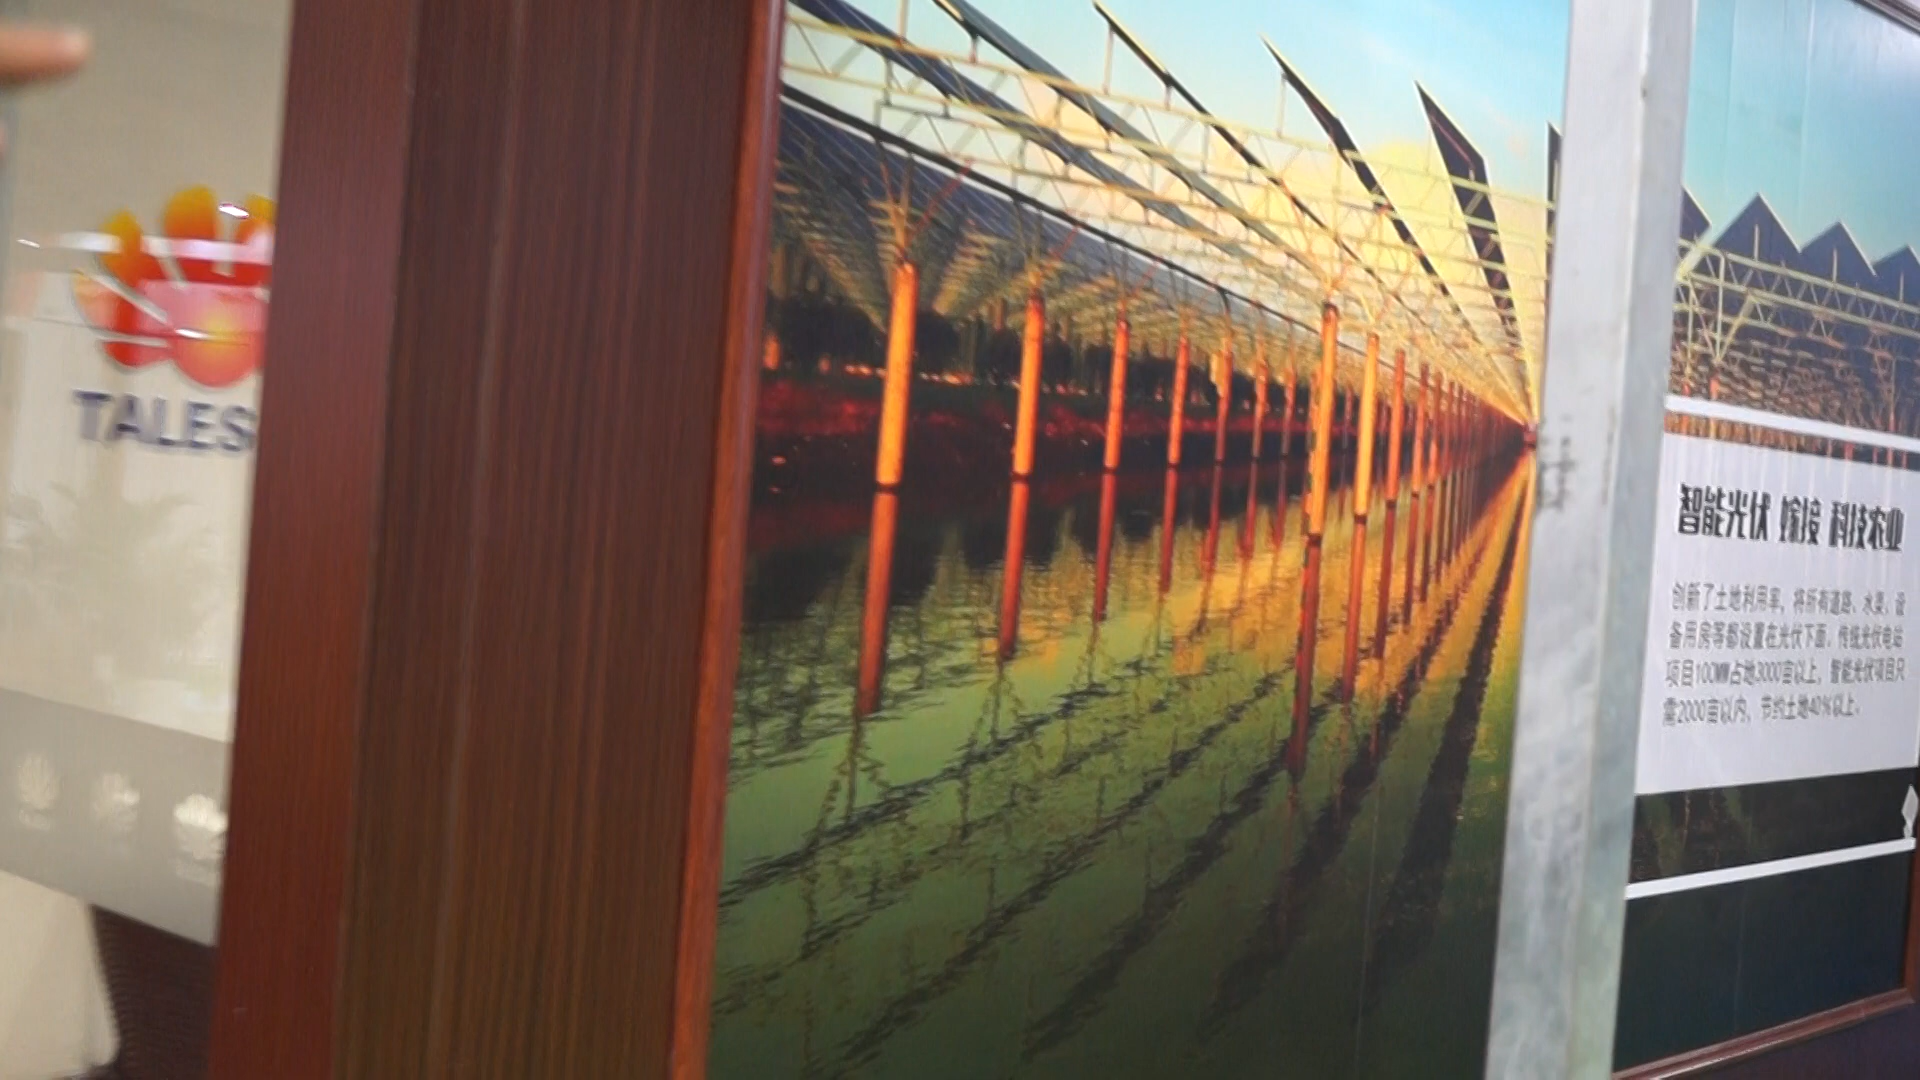 TALES
智能光伏 嫁接 科技农业
创新了土地利用率，将所有道路、水渠、设
备用房等都设置在光伏下面，传统光伏电站
项目100MW占地3000亩以上，智能光伏项目只
需2000亩以内，节约土地40%以上。